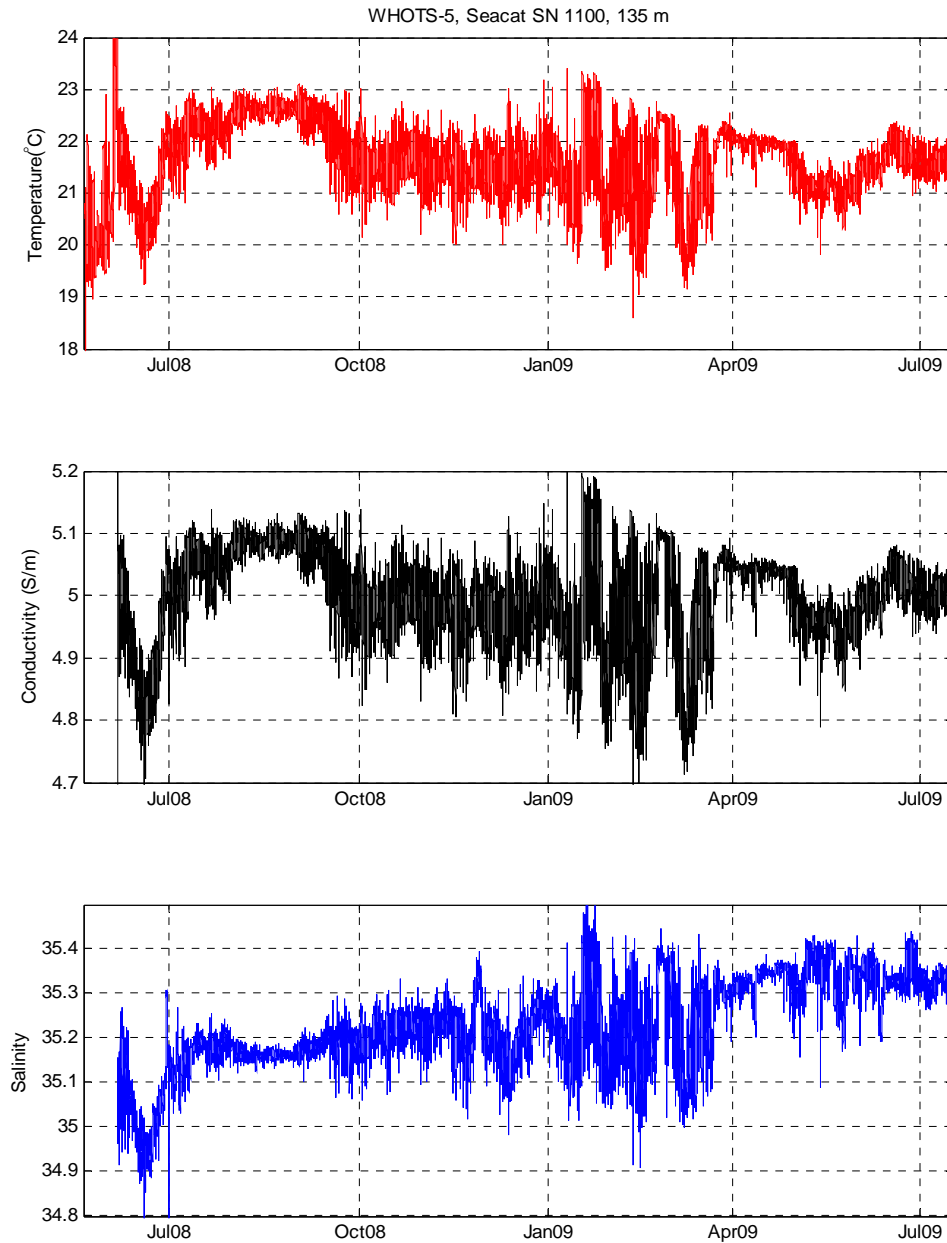 WHOTS-5, Seacat SN 1100, 135 m
24
23
22
21
20
19
18
Temperature(°C)
Jul08 Oct08 Jan09 Apr09 Jul09
5.2
5.1
5
4.9
4.8
4.7
Conductivity (S/m)
Jul08 Oct08 Jan09 Apr09 Jul09
35.4
35.3
35.2
35.1
35
34.9
34.8
Salinity
Jul08 Oct08 Jan09 Apr09 Jul09